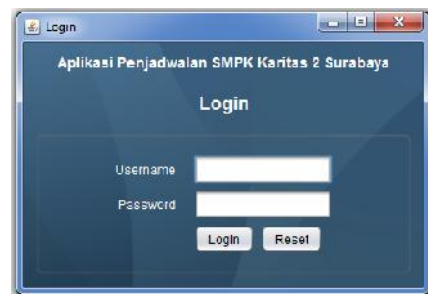 Login
Aplikasi Penjadwalan SMPK Karitas 2 Surabaya
Login
Username
Password
Login Reset